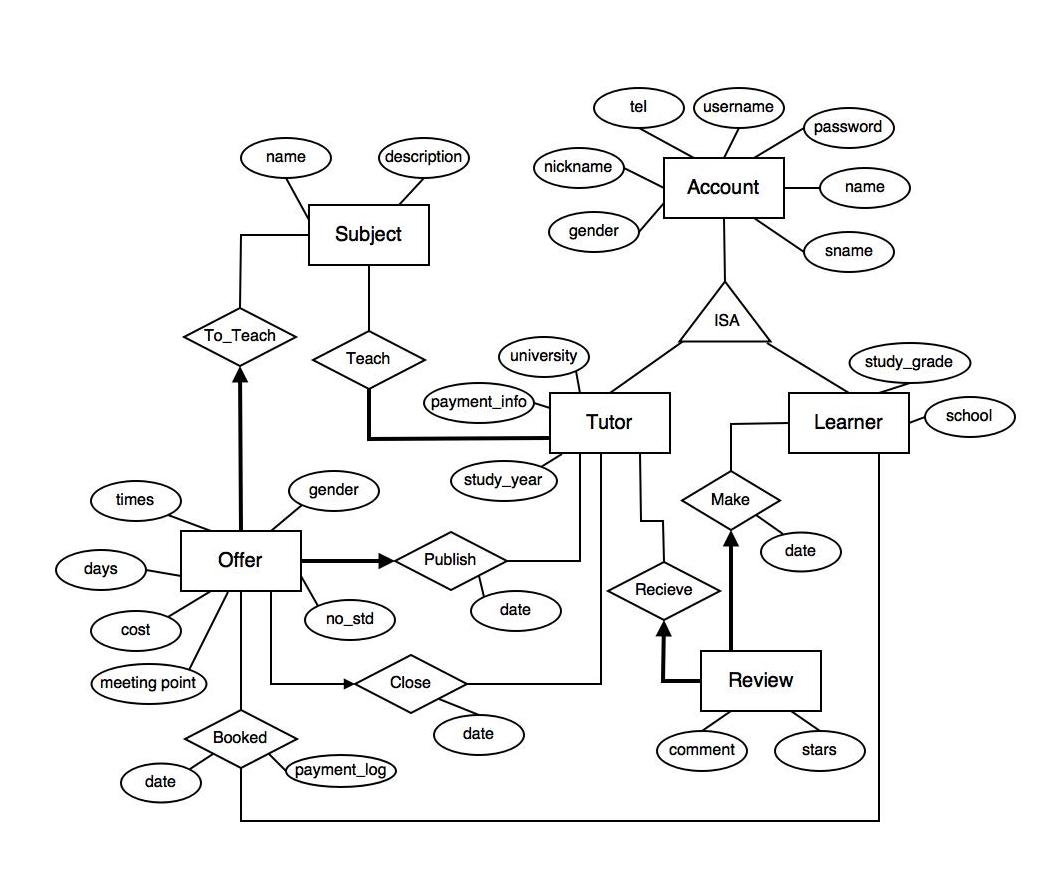 tel
username
password
name
description
nickname
name
Account
gender
sname
Subject
ISA
To_Teach
Teach
university
study_grade
payment_info
Tutor
Learner
school
study_year
times
gender
Make
date
Offer
Publish
days
Recieve
date
no_std
cost
meeting point
Close
Review
date
Booked
comment
stars
date
payment_log